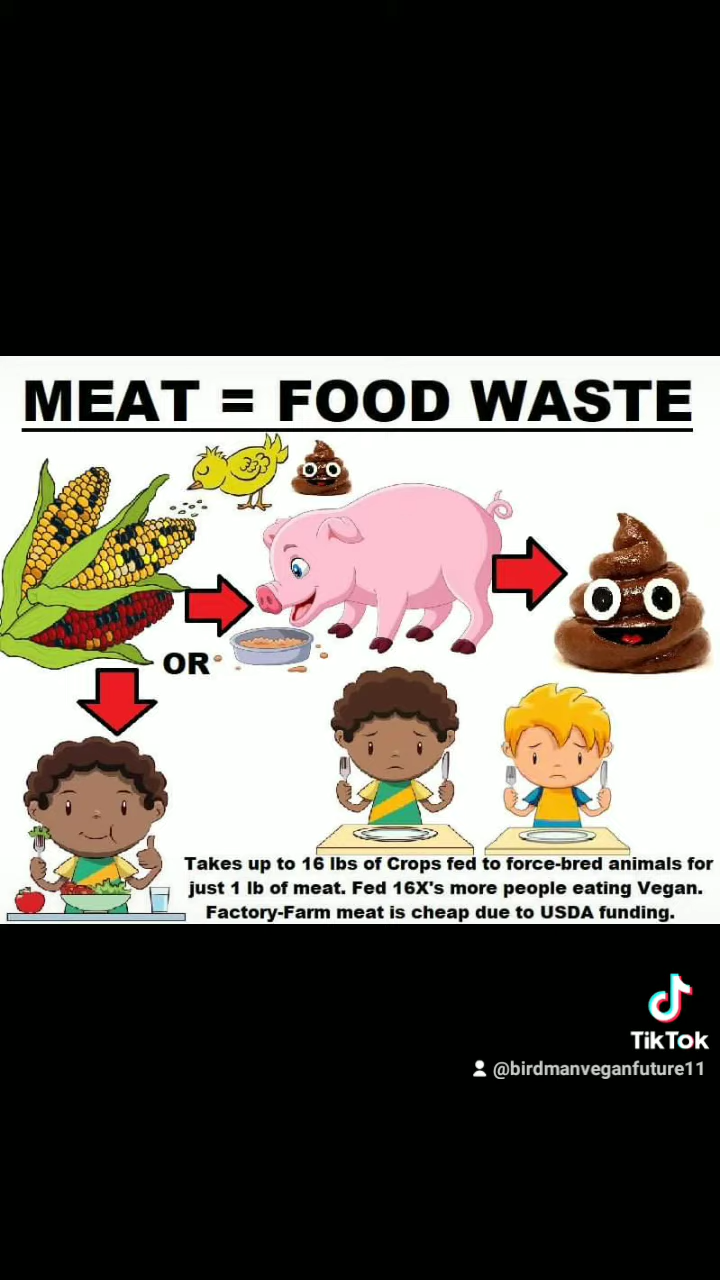 MEAT = FOOD WASTE
OR
Takes up to 16 lbs of Crops fed to force-bred animals for
just 1 lb of meat. Fed 16X's more people eating Vegan.
Factory-Farm meat is cheap due to USDA funding.
TikTok
@birdmanveganfuture11